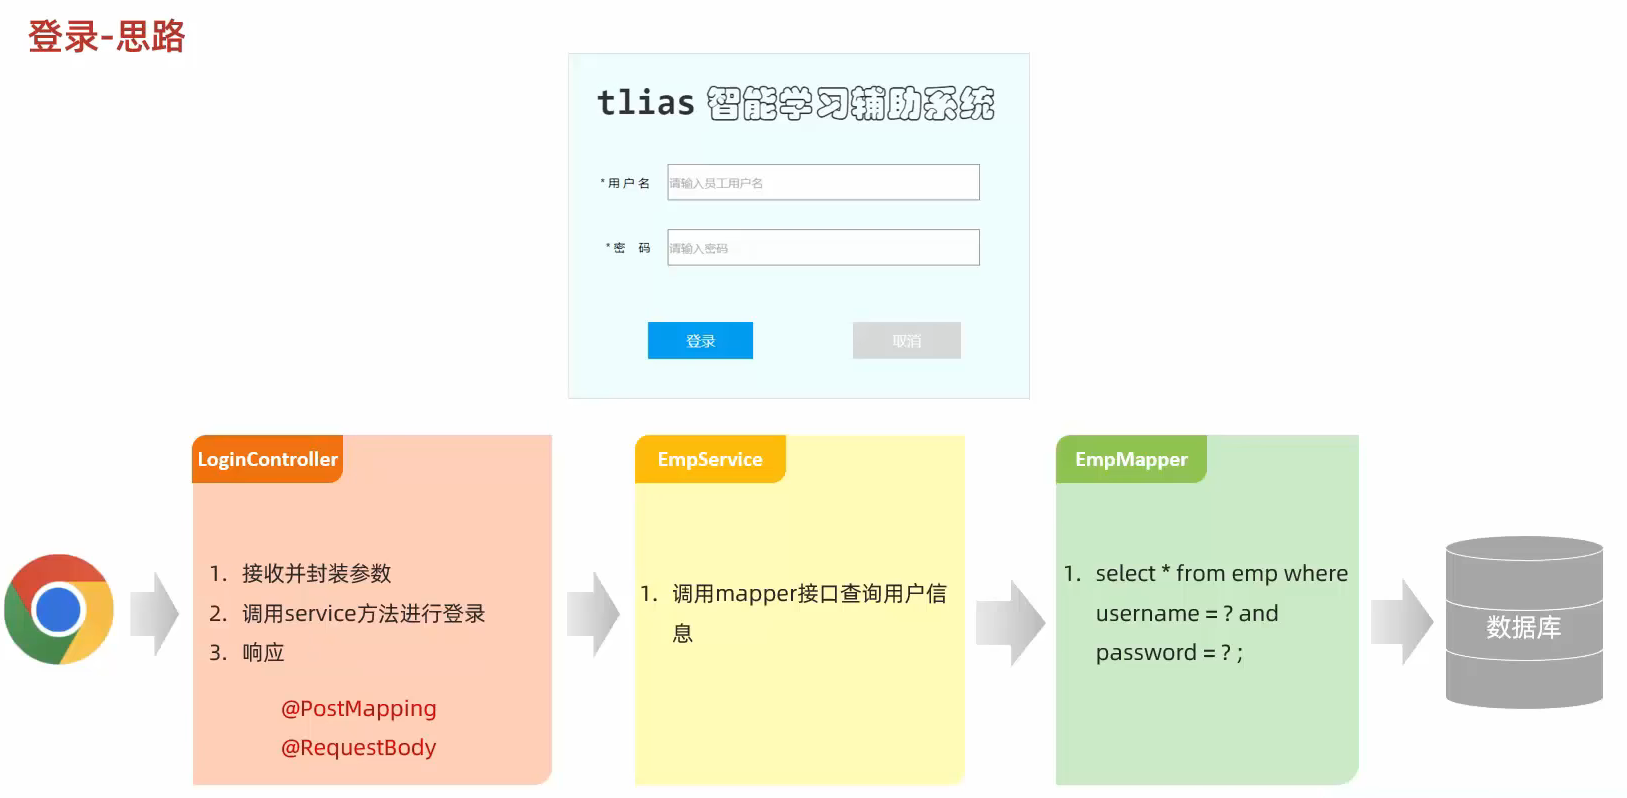 登录-思路
tlias 智能学习辅助系统
* 用 户 名 请输入员工用户名
* 密 码 请输入密码
登录 取消
LoginController
1. 接收并封装参数
2. 调用service方法进行登录
3. 响应
@PostMapping
@RequestBody
EmpService
1. 调用mapper接口查询用户信
息
EmpMapper
1. select * from emp where
username = ? and
password = ? ;
数据库